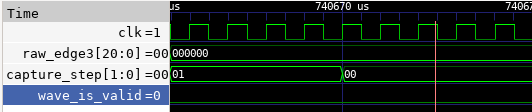 Time
us 740670 us 74067
clk =1
raw_edge3[20:0] =00 000000
capture_step[1:0] =00 01 00
wave_is_valid =0